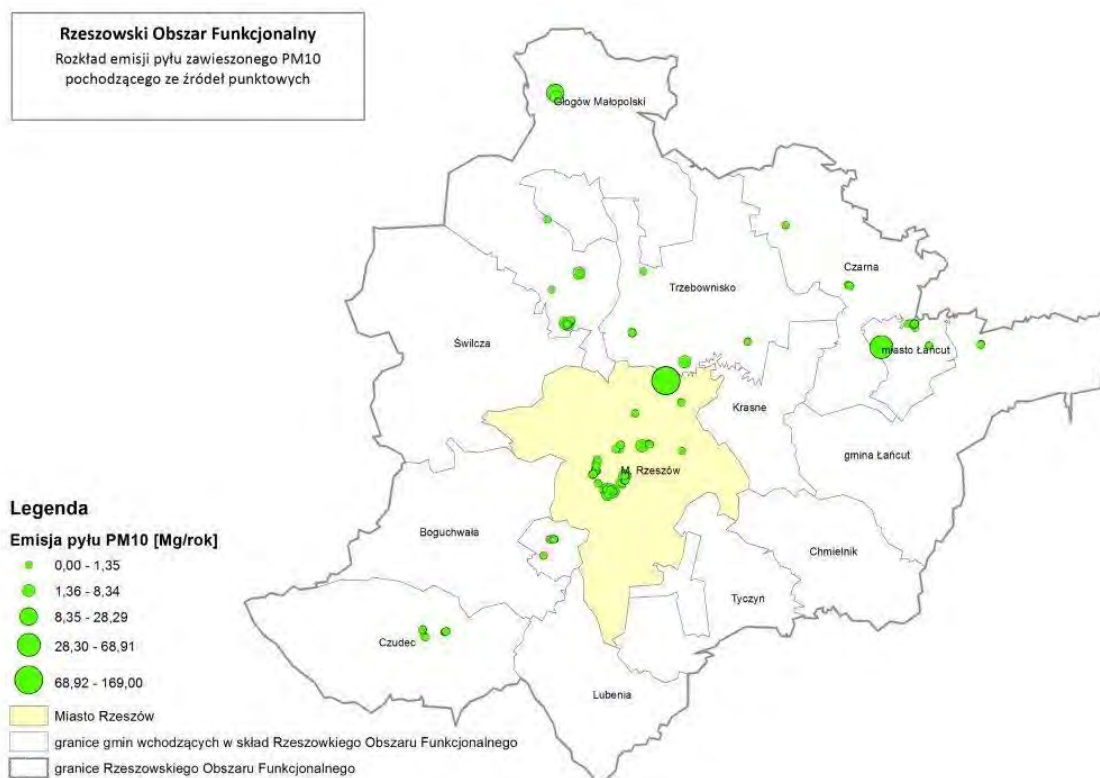 Rzeszowski Obszar Funkcjonalny
Rozkład emisji pyłu zawieszonego PM10
pochodzącego ze źródeł punktowych
Głogów Małopolski
Czarna
Trzebownisko
Świlcza
miasto Łańcut
Krasne
gmina Łańcut
M. Rzeszów
Boguchwała
Chmielnik
Tyczyn
Czudec
Lubenia
Legenda
Emisja pyłu PM10 [Mg/rok]
0,00 - 1,35
1,36 - 8,34
8,35 - 28,29
28,30 - 68,91
68,92 - 169,00
Miasto Rzeszów
granice gmin wchodzących w skład Rzeszowkiego Obszaru Funkcjonalnego
granice Rzeszowskiego Obszaru Funkcjonalnego